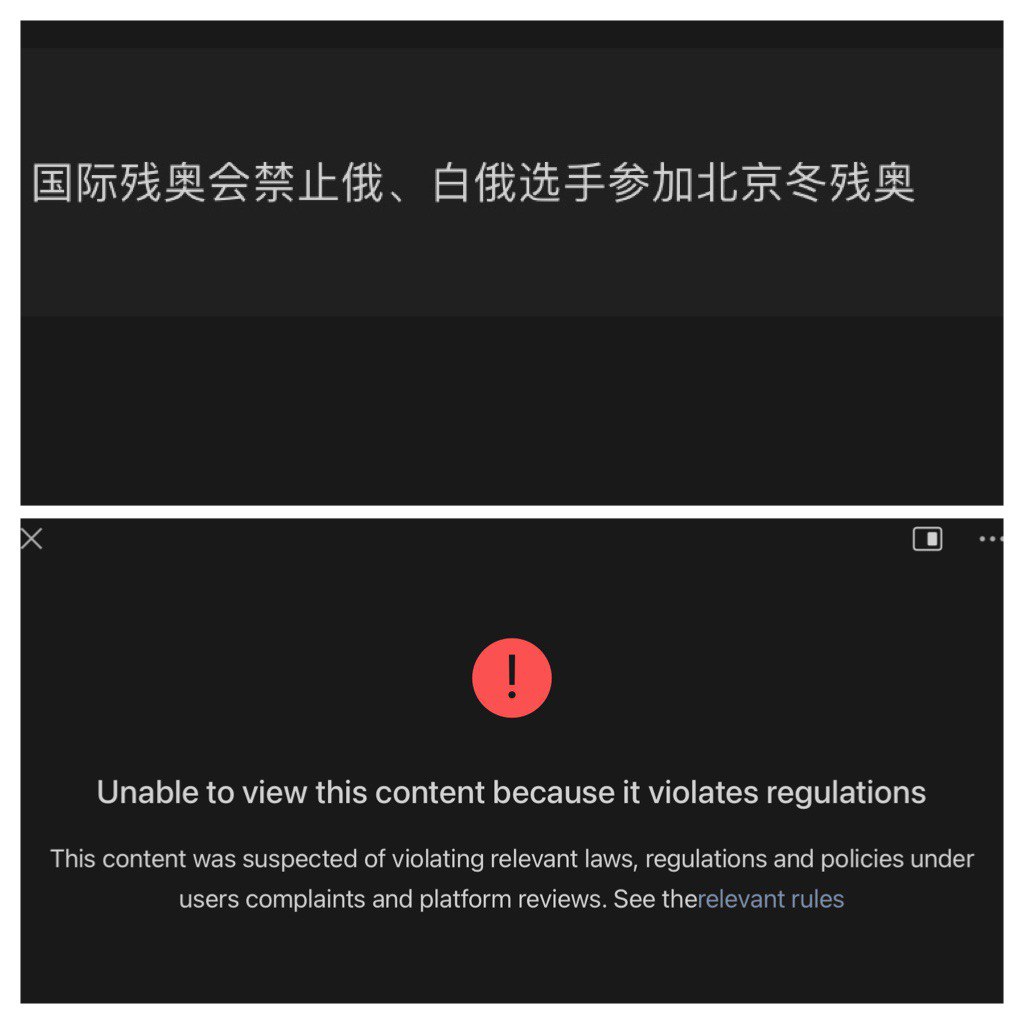 国际残奥会禁止俄、白俄选手参加北京冬残奥
Unable to view this content because it violates regulations
This content was suspected of violating relevant laws, regulations and policies under
users complaints and platform reviews. See therelevant rules